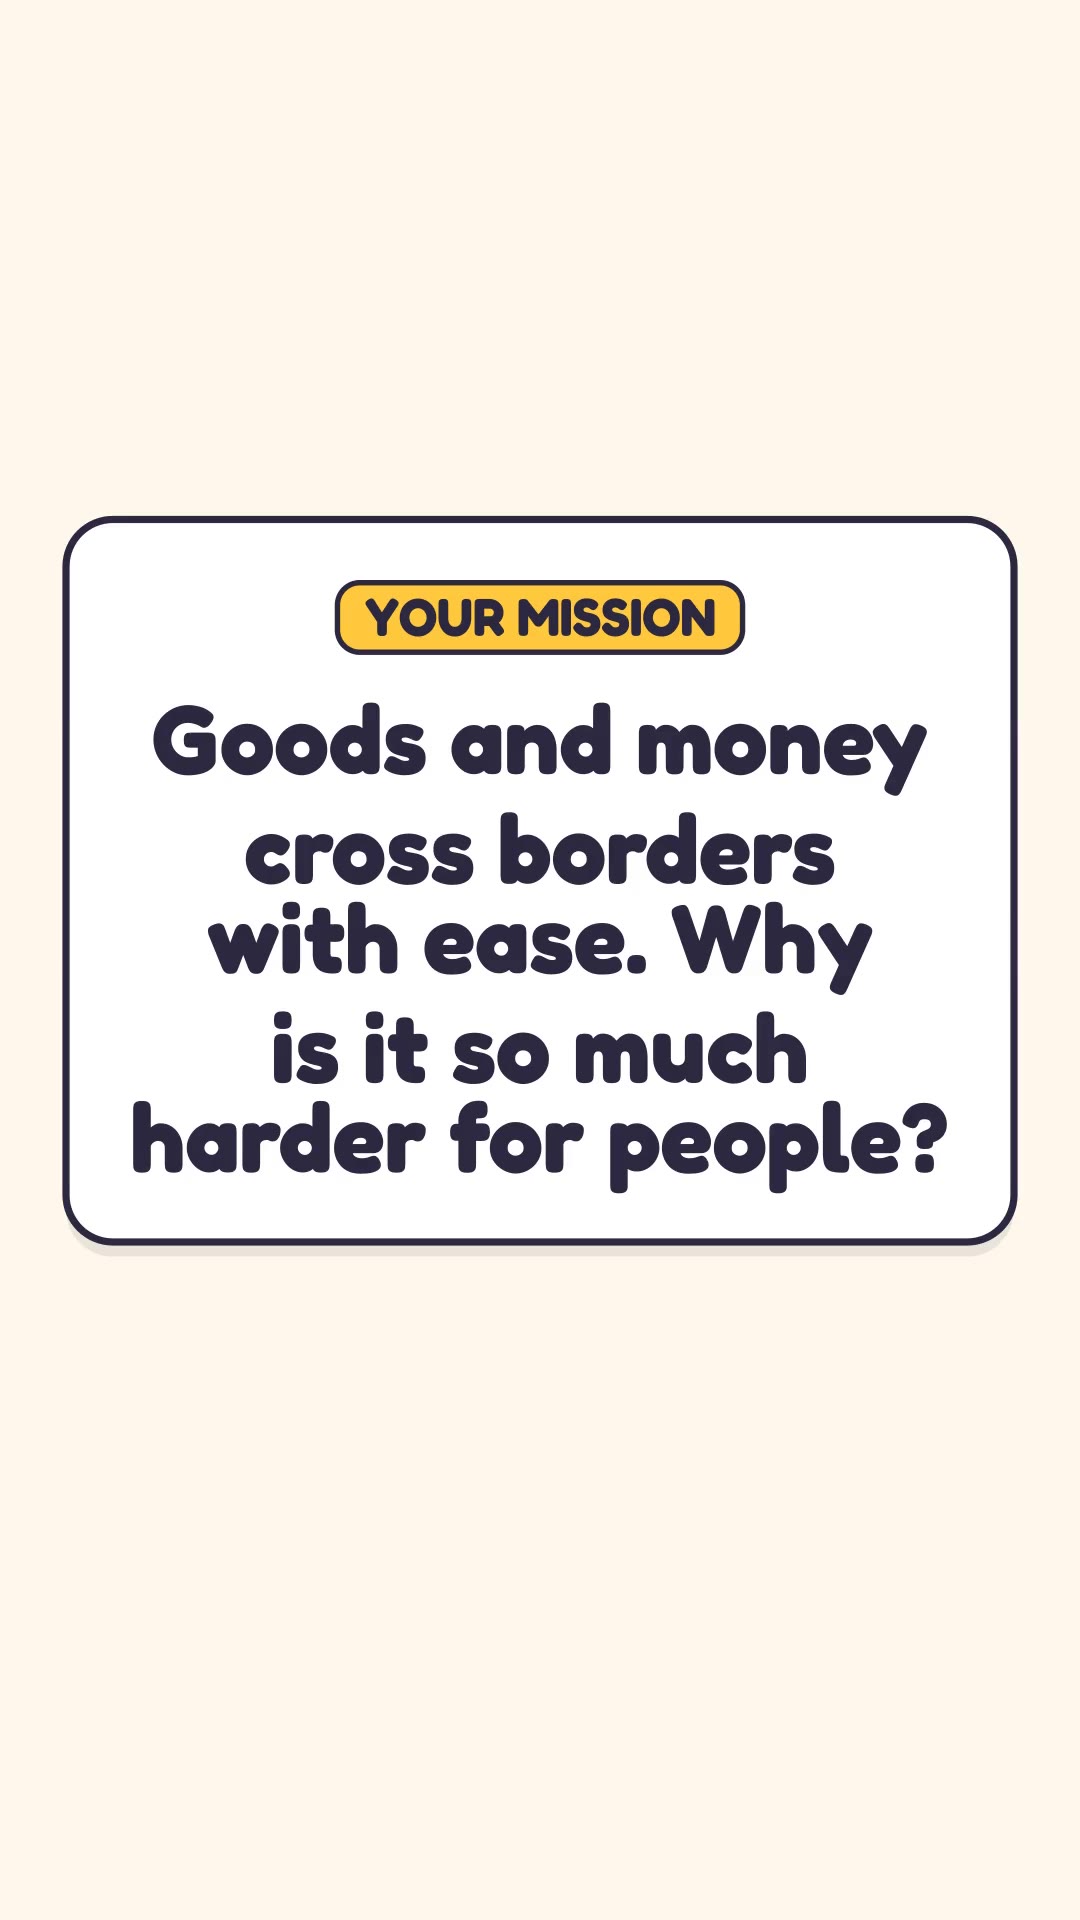 YOUR MISSION
Goods and money
cross borders
with ease. Why
is it so much
harder for people?